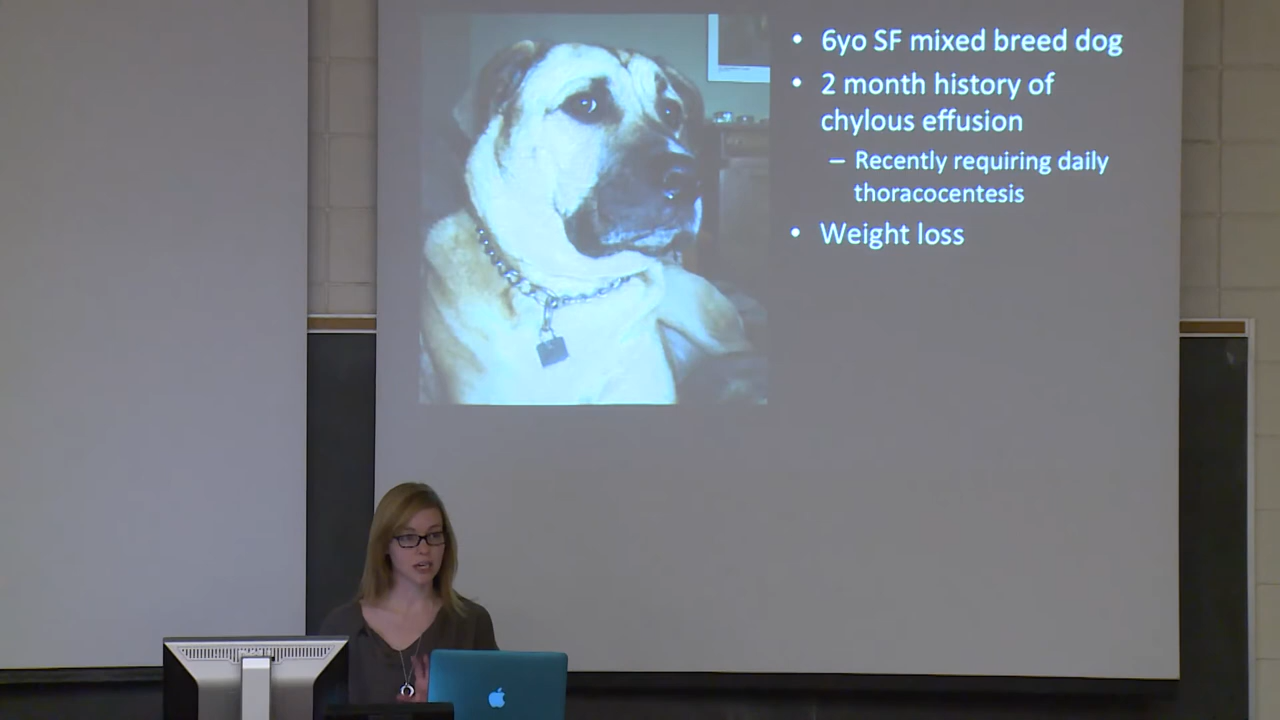 • 6yo SF mixed breed dog
• 2 month history of
chylous effusion
– Recently requiring daily
thoracocentesis
• Weight loss